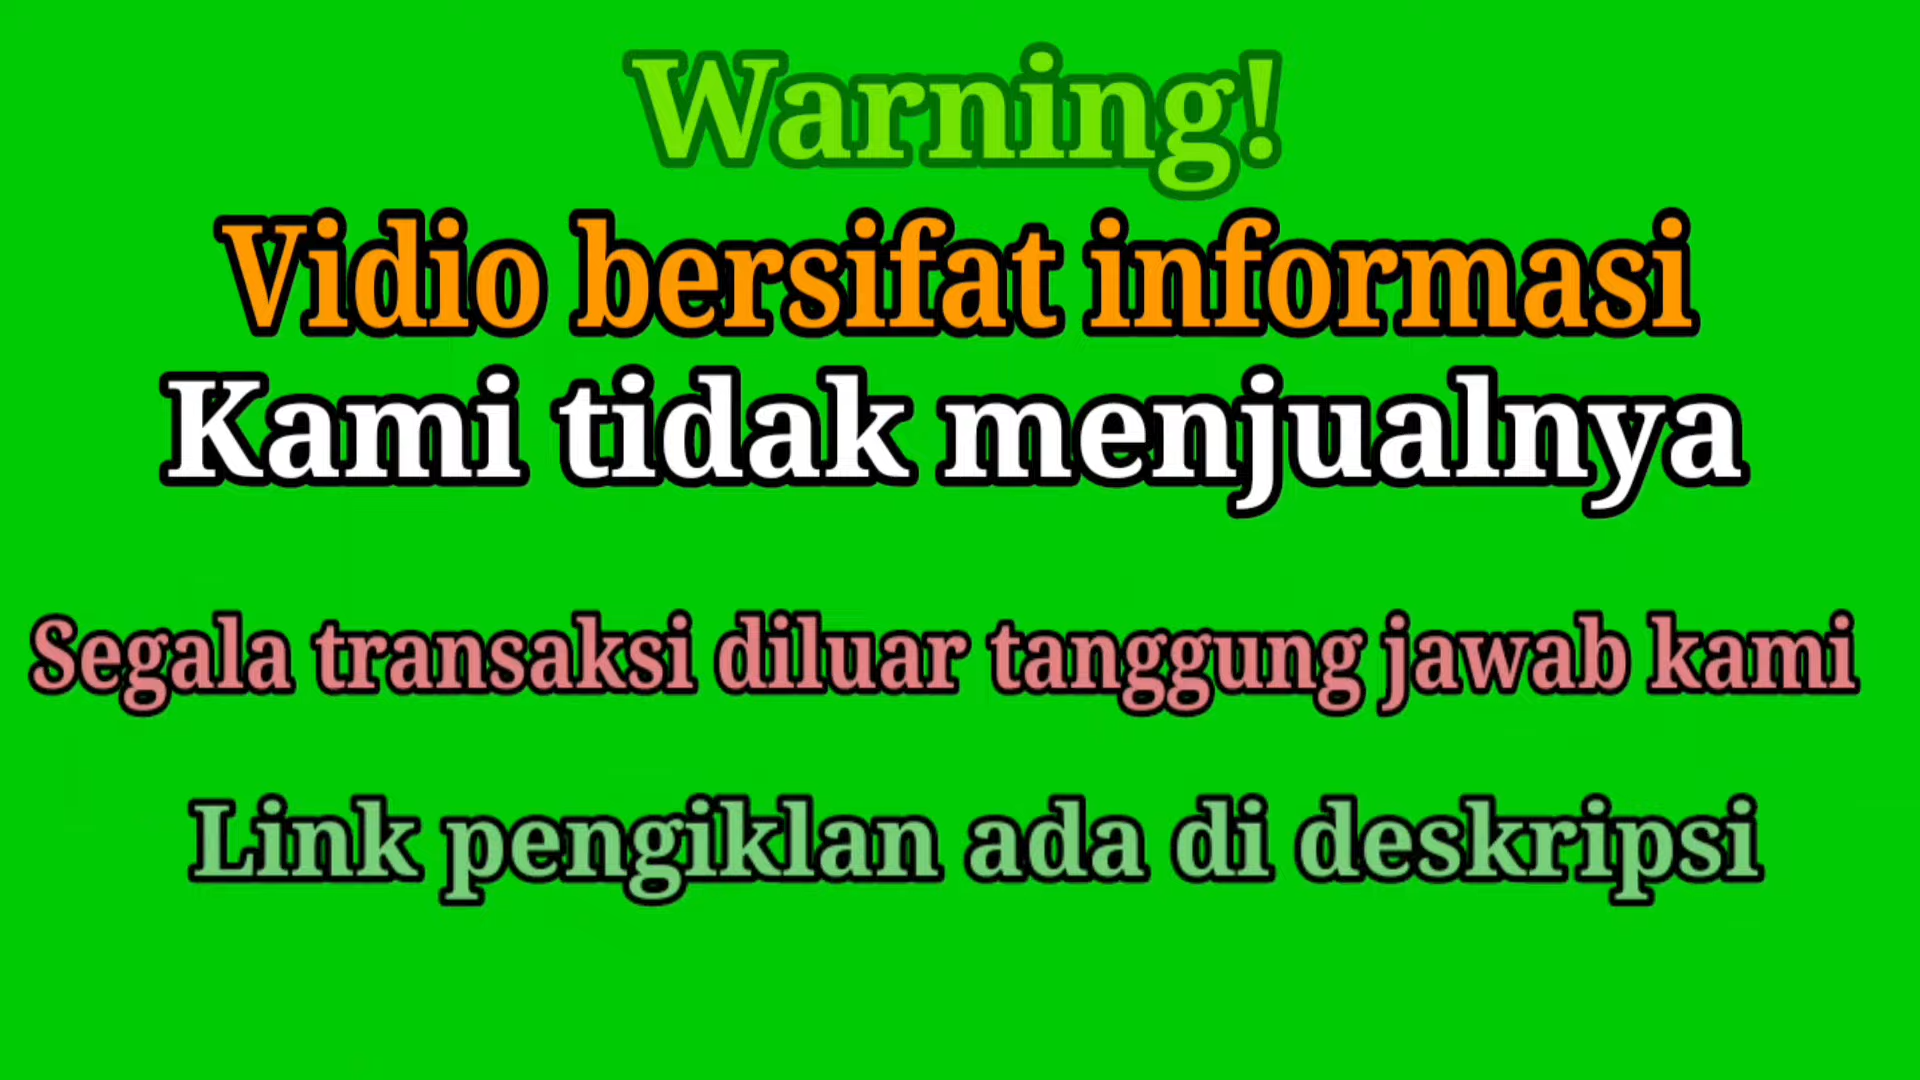 Warning!
Vidio bersifat informasi
Kami tidak menjualnya
Segala transaksi diluar tanggung jawab kami
Link pengiklan ada di deskripsi